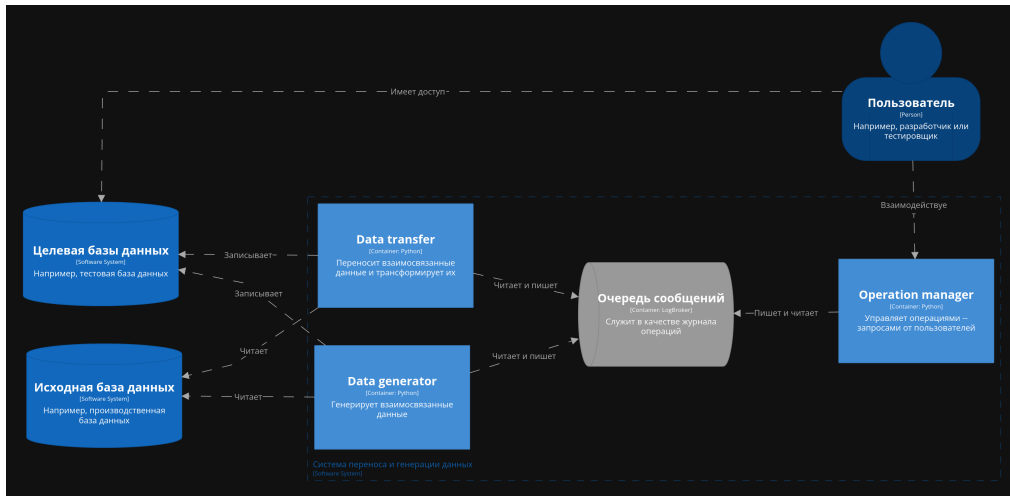 Имеет доступ
Пользователь
[Person]
Например, разработчик или
тестировщик
Взаимодействуе
т
Целевая базы данных
[Software System]
Например, тестовая база данных
Записывает
Data transfer
[Container: Python]
Переносит взаимосвязанные
данные и трансформирует их
Читает и пишет
Записывает
Очередь сообщений
[Container: LogBroker]
Служит в качестве журнала
операций
Пишет и читает
Operation manager
[Container: Python]
Управляет операциями —
запросами от пользователей
Читает
Читает и пишет
Исходная база данных
[Software System]
Например, производственная
база данных
Читает
Data generator
[Container: Python]
Генерирует взаимосвязанные
данные
Система переноса и генерации данных
[Software System]